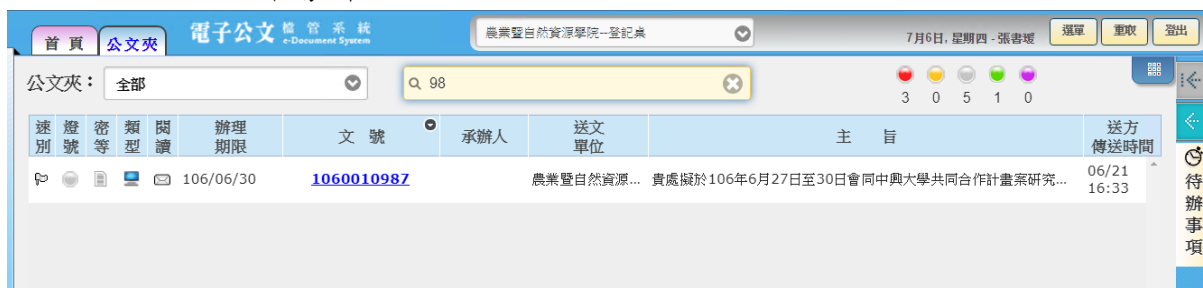 首 頁
公文夾
電子公文 檔 管 系 統
e-Document System
農業暨自然資源學院--登記桌
7月6日, 星期四 - 張書瑗
選單
重取
登出
公文夾：
全部
98
3 0 5 1 0
速別
燈號
密等
類型
閱讀
辦理期限
文 號
承辦人
送文單位
主 旨
送方傳送時間
106/06/30
1060010987
農業暨自然資源...
貴處擬於106年6月27日至30日會同中興大學共同合作計畫案研究...
06/21
16:33
待辦事項